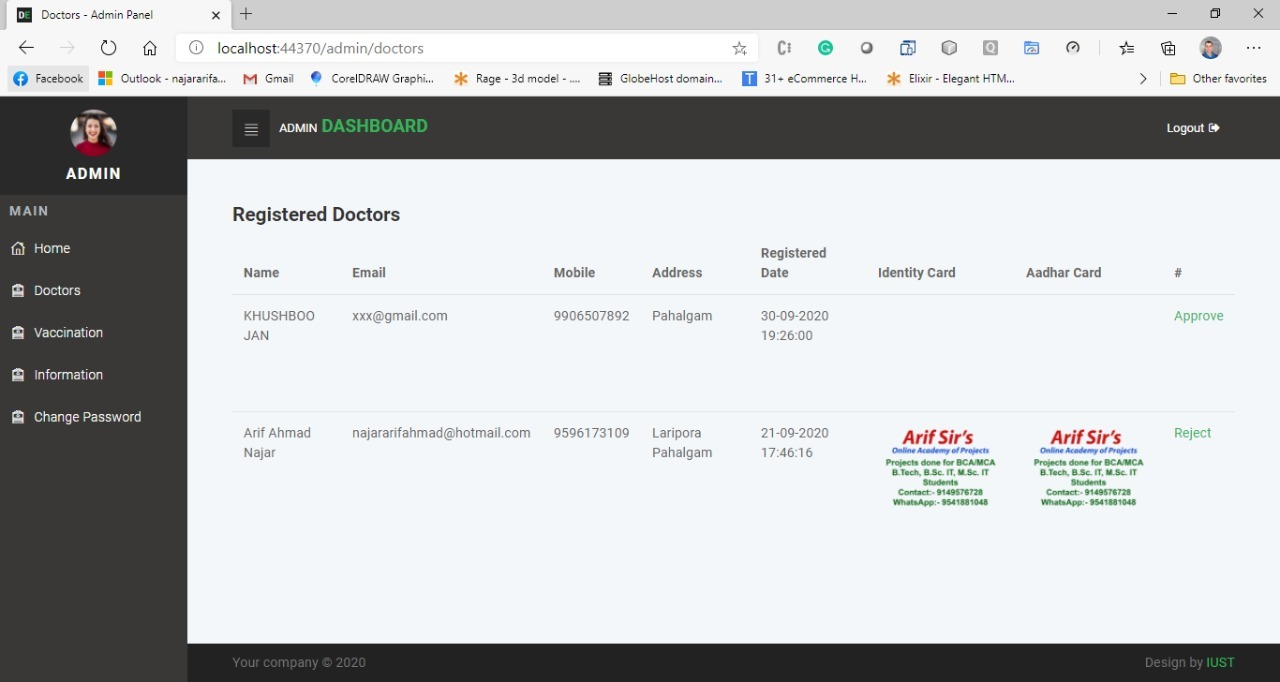 DE Doctors - Admin Panel
localhost:44370/admin/doctors
Facebook Outlook - najararifa... Gmail CorelDRAW Graphi... Rage - 3d model - .... GlobeHost domain... T 31+ eCommerce H... Elixir - Elegant HTM... Other favorites
ADMIN DASHBOARD
Logout
ADMIN
MAIN
Home
Doctors
Vaccination
Information
Change Password
Registered Doctors
Name Email Mobile Address Registered Date Identity Card Aadhar Card #
KHUSHBOO JAN xxx@gmail.com 9906507892 Pahalgam 30-09-2020 19:26:00 Approve
Arif Ahmad Najar najararifahmad@hotmail.com 9596173109 Laripora Pahalgam 21-09-2020 17:46:16 Reject
Arif Sir's
Online Academy of Projects
Projects done for BCA/MCA
B.Tech, B.Sc. IT, M.Sc. IT
Students
Contact:- 9149576728
WhatsApp:- 9541881048
Arif Sir's
Online Academy of Projects
Projects done for BCA/MCA
B.Tech, B.Sc. IT, M.Sc. IT
Students
Contact:- 9149576728
WhatsApp:- 9541881048
Your company © 2020
Design by IUST